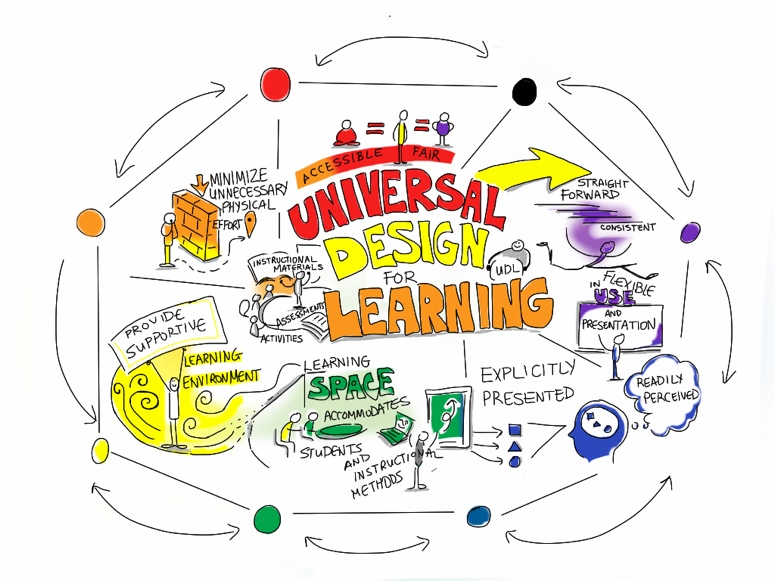 ACCESSIBLE FAIR
UNIVERSAL
DESIGN
FOR
LEARNING
UDL
MINIMIZE
UNNECESSARY
PHYSICAL
EFFORT
INSTRUCTIONAL
MATERIALS
ASSESSMENTS
ACTIVITIES
STRAIGHT
FORWARD
CONSISTENT
FLEXIBLE
IN USE
AND
PRESENTATION
PROVIDE
SUPPORTIVE
LEARNING
ENVIRONMENT
LEARNING
SPACE
ACCOMMODATES
STUDENTS
AND
INSTRUCTIONAL
METHODS
EXPLICITLY
PRESENTED
READILY
PERCEIVED